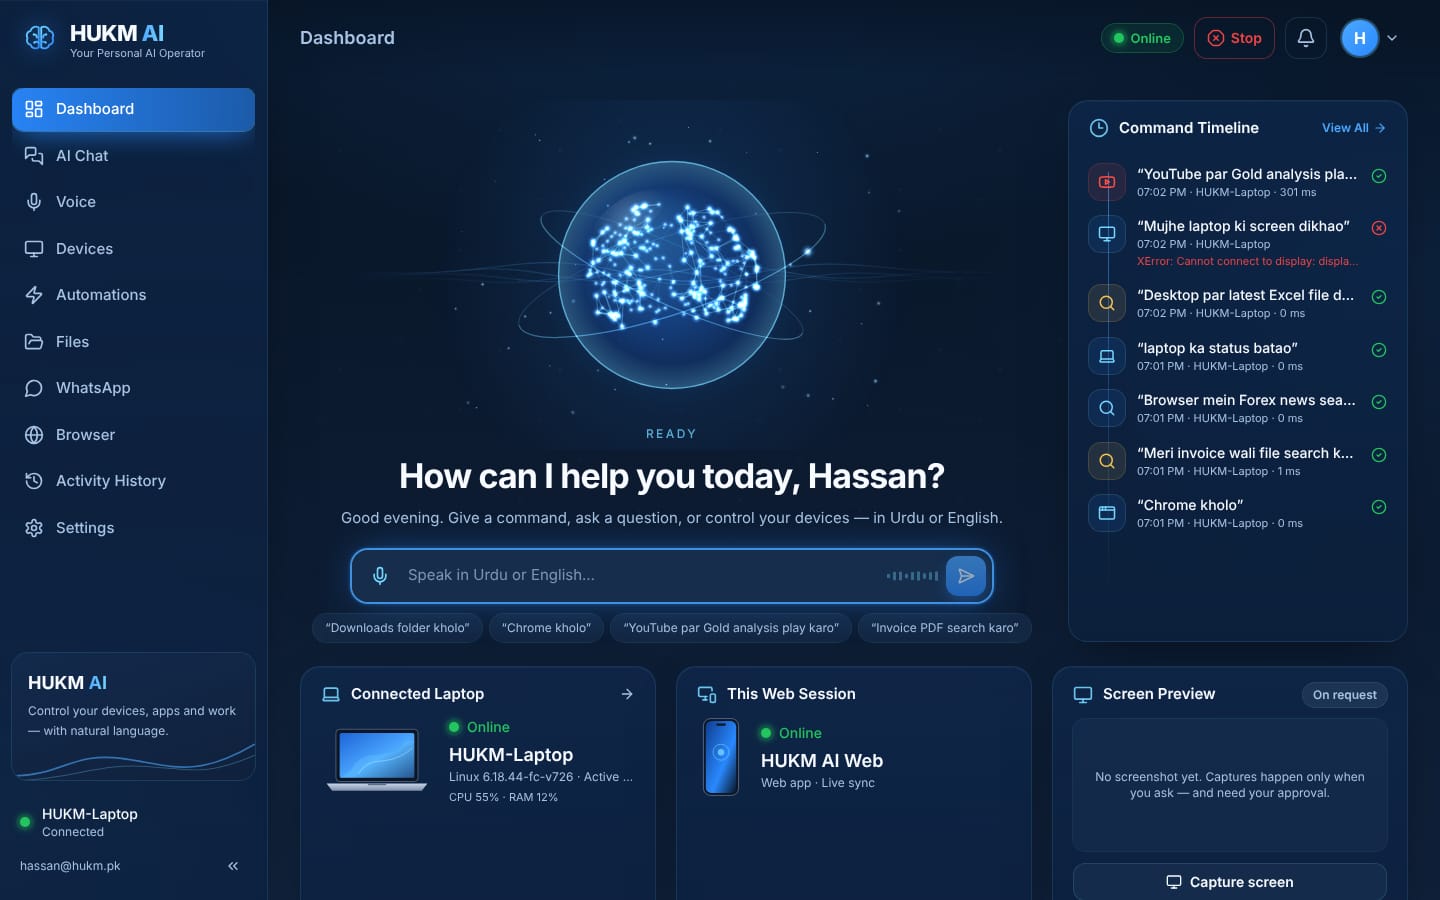 HUKM AI
Your Personal AI Operator
Dashboard
AI Chat
Voice
Devices
Automations
Files
WhatsApp
Browser
Activity History
Settings
HUKM AI
Control your devices, apps and work
— with natural language.
HUKM-Laptop
Connected
hassan@hukm.pk
Dashboard
Online
Stop
H
READY
How can I help you today, Hassan?
Good evening. Give a command, ask a question, or control your devices — in Urdu or English.
Speak in Urdu or English...
“Downloads folder kholo”
“Chrome kholo”
“YouTube par Gold analysis play karo”
“Invoice PDF search karo”
Command Timeline
View All
“YouTube par Gold analysis pla...
07:02 PM · HUKM-Laptop · 301 ms
“Mujhe laptop ki screen dikhao”
07:02 PM · HUKM-Laptop
XError: Cannot connect to display: displa...
“Desktop par latest Excel file d...
07:02 PM · HUKM-Laptop · 0 ms
“laptop ka status batao”
07:01 PM · HUKM-Laptop · 0 ms
“Browser mein Forex news sea...
07:01 PM · HUKM-Laptop · 0 ms
“Meri invoice wali file search k...
07:01 PM · HUKM-Laptop · 1 ms
“Chrome kholo”
07:01 PM · HUKM-Laptop · 0 ms
Connected Laptop
Online
HUKM-Laptop
Linux 6.18.44-fc-v726 · Active ...
CPU 55% · RAM 12%
This Web Session
Online
HUKM AI Web
Web app · Live sync
Screen Preview
On request
No screenshot yet. Captures happen only when
you ask — and need your approval.
Capture screen